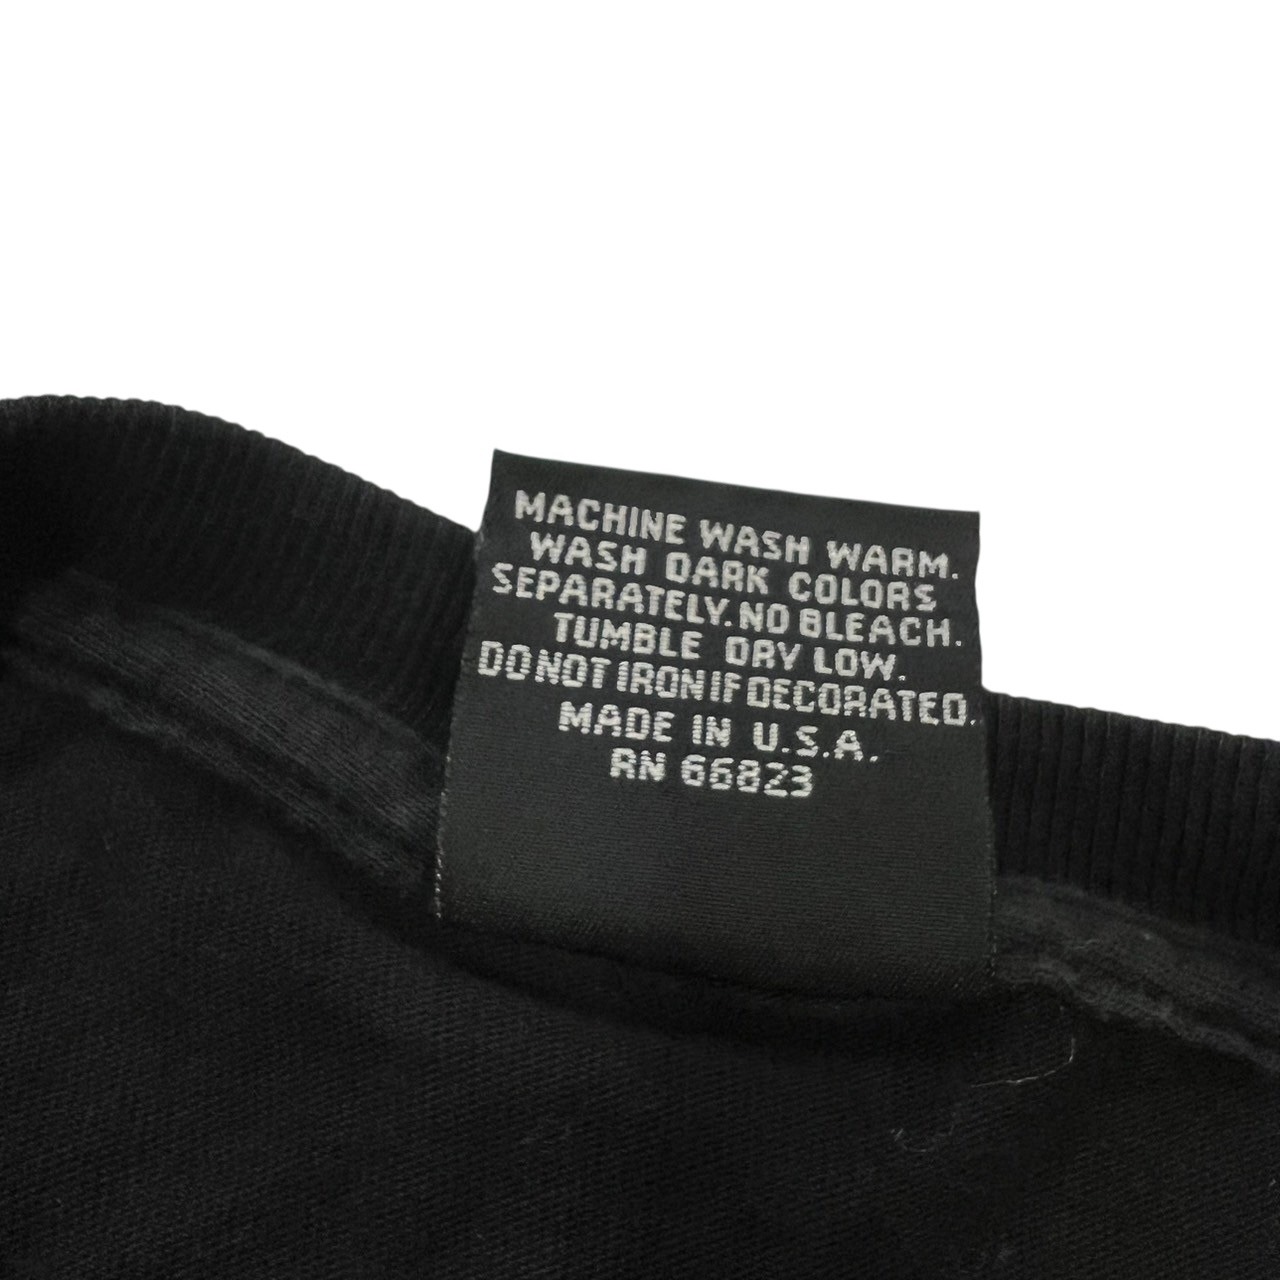 MACHINE WASH WARM.
WASH DARK COLORS
SEPARATELY. NO BLEACH.
TUMBLE DRY LOW.
DO NOT IRON IF DECORATED.
MADE IN U.S.A.
RN 66823